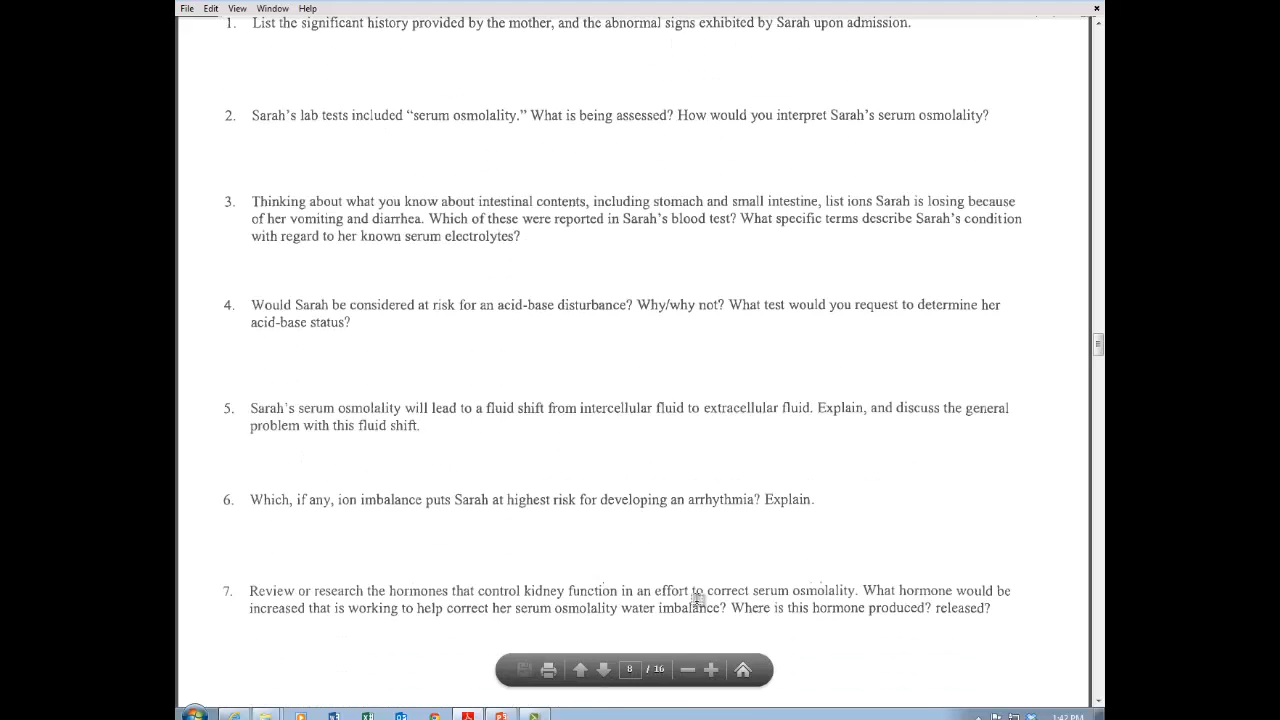 File Edit View Window Help
1. List the significant history provided by the mother, and the abnormal signs exhibited by Sarah upon admission.
2. Sarah's lab tests included “serum osmolality.” What is being assessed? How would you interpret Sarah's serum osmolality?
3. Thinking about what you know about intestinal contents, including stomach and small intestine, list ions Sarah is losing because
of her vomiting and diarrhea. Which of these were reported in Sarah's blood test? What specific terms describe Sarah's condition
with regard to her known serum electrolytes?
4. Would Sarah be considered at risk for an acid-base disturbance? Why/why not? What test would you request to determine her
acid-base status?
5. Sarah's serum osmolality will lead to a fluid shift from intercellular fluid to extracellular fluid. Explain, and discuss the general
problem with this fluid shift.
6. Which, if any, ion imbalance puts Sarah at highest risk for developing an arrhythmia? Explain.
7. Review or research the hormones that control kidney function in an effort to correct serum osmolality. What hormone would be
increased that is working to help correct her serum osmolality water imbalance? Where is this hormone produced? released?
8 / 16
1:42 PM